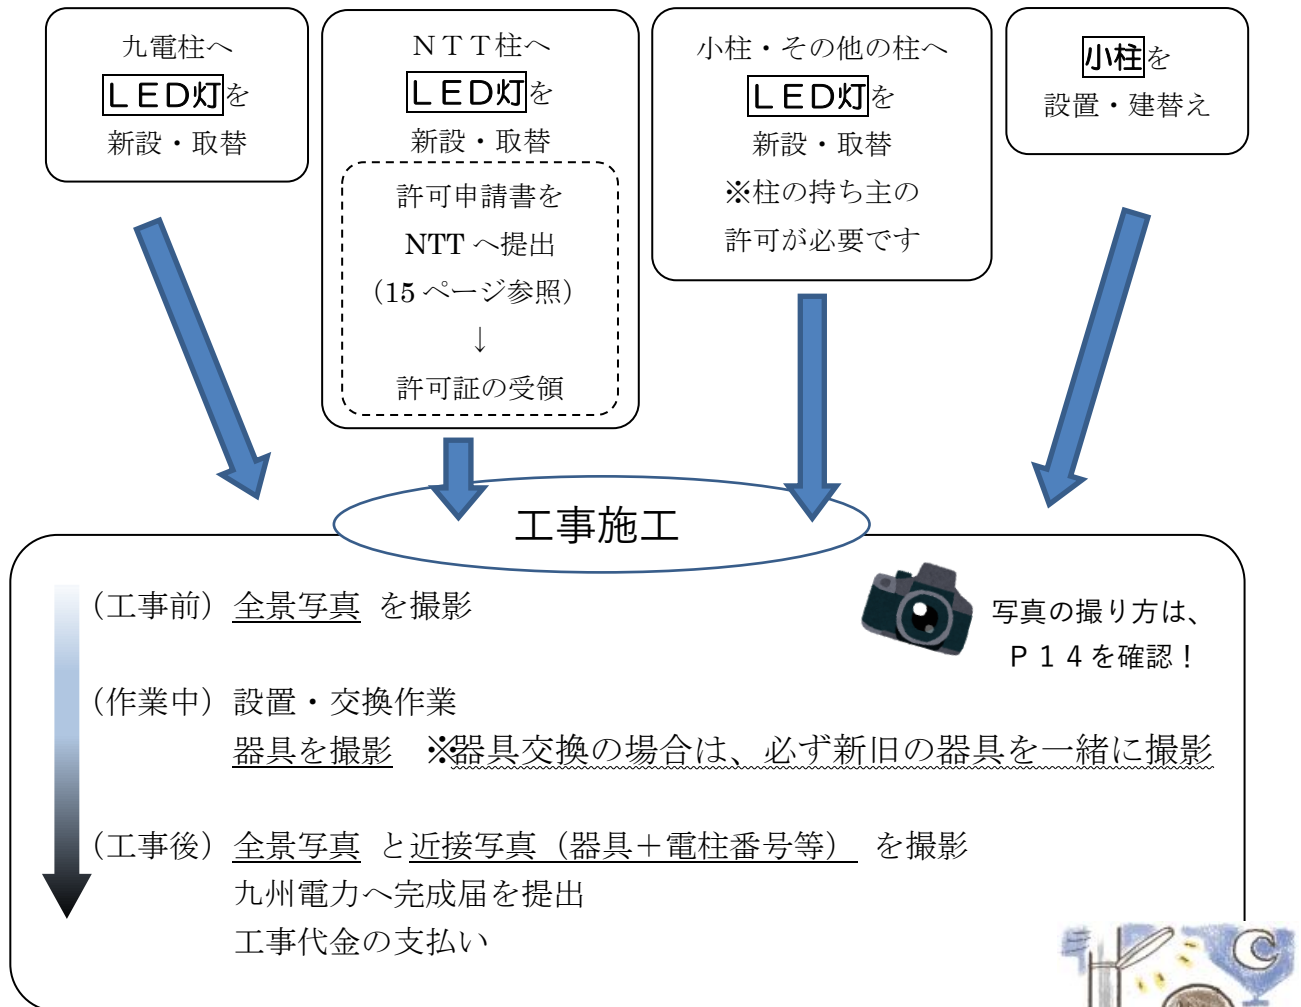 九電柱へ
ＬＥＤ灯を
新設・取替
ＮＴＴ柱へ
ＬＥＤ灯を
新設・取替
許可申請書を
NTT へ提出
（15 ページ参照）
↓
許可証の受領
小柱・その他の柱へ
ＬＥＤ灯を
新設・取替
※柱の持ち主の
許可が必要です
小柱を
設置・建替え
工事施工
（工事前）全景写真 を撮影
写真の撮り方は、
Ｐ１４を確認！
（作業中）設置・交換作業
器具を撮影 ※器具交換の場合は、必ず新旧の器具を一緒に撮影
（工事後）全景写真 と近接写真（器具＋電柱番号等） を撮影
九州電力へ完成届を提出
工事代金の支払い